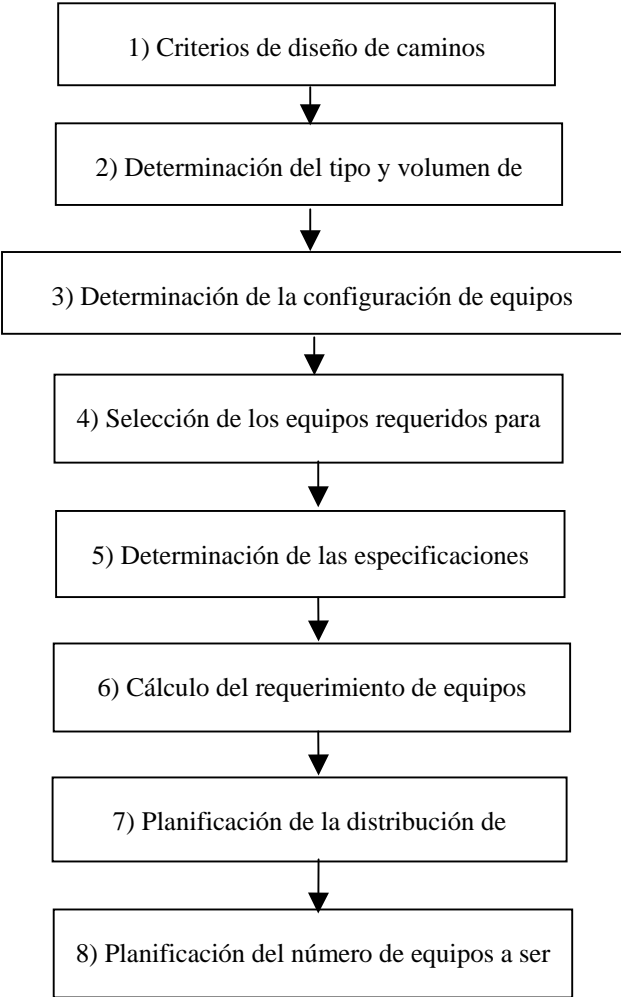 1) Criterios de diseño de caminos
2) Determinación del tipo y volumen de
3) Determinación de la configuración de equipos
4) Selección de los equipos requeridos para
5) Determinación de las especificaciones
6) Cálculo del requerimiento de equipos
7) Planificación de la distribución de
8) Planificación del número de equipos a ser